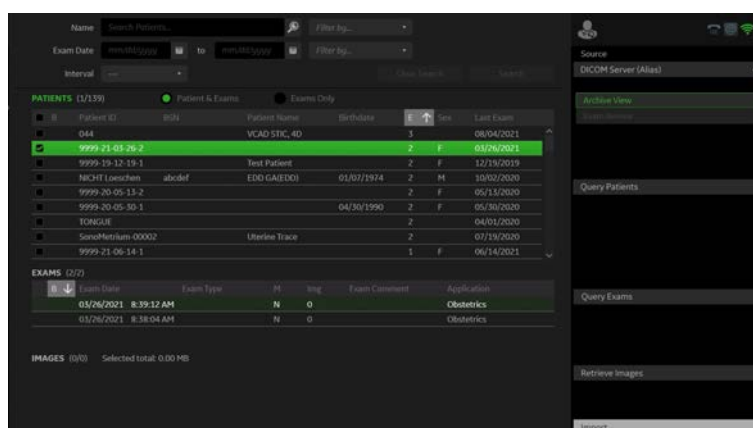 Name Search Patients... Filter by...
Exam Date mm/dd/yyyy to mm/dd/yyyy Filter by...
Interval --- Clear Search Search
PATIENTS (1/139) Patient & Exams Exams Only
B Patient ID BSN Patient Name Birthdate E Sex Last Exam
044 VCAD STIC, 4D 3 08/04/2021
9999-21-03-26-2 2 F 03/26/2021
9999-19-12-19-1 Test Patient 2 F 12/19/2019
NICHT Loeschen abcdef EDD GA(EDD) 01/07/1974 2 M 10/02/2020
9999-20-05-13-2 2 F 05/13/2020
9999-20-05-30-1 04/30/1990 2 F 05/30/2020
TONGUE 2 04/01/2020
SonoMetrium-00002 Uterine Trace 2 07/19/2020
9999-21-06-14-1 1 F 06/14/2021
EXAMS (2/2)
B Exam Date Exam Type M Img Exam Comment Application
03/26/2021 8:39:12 AM N 0 Obstetrics
03/26/2021 8:38:04 AM N 0 Obstetrics
IMAGES (0/0) Selected total: 0.00 MB
Source
DICOM Server (Alias)
Archive View
Exam Review
Query Patients
Query Exams
Retrieve Images
Import